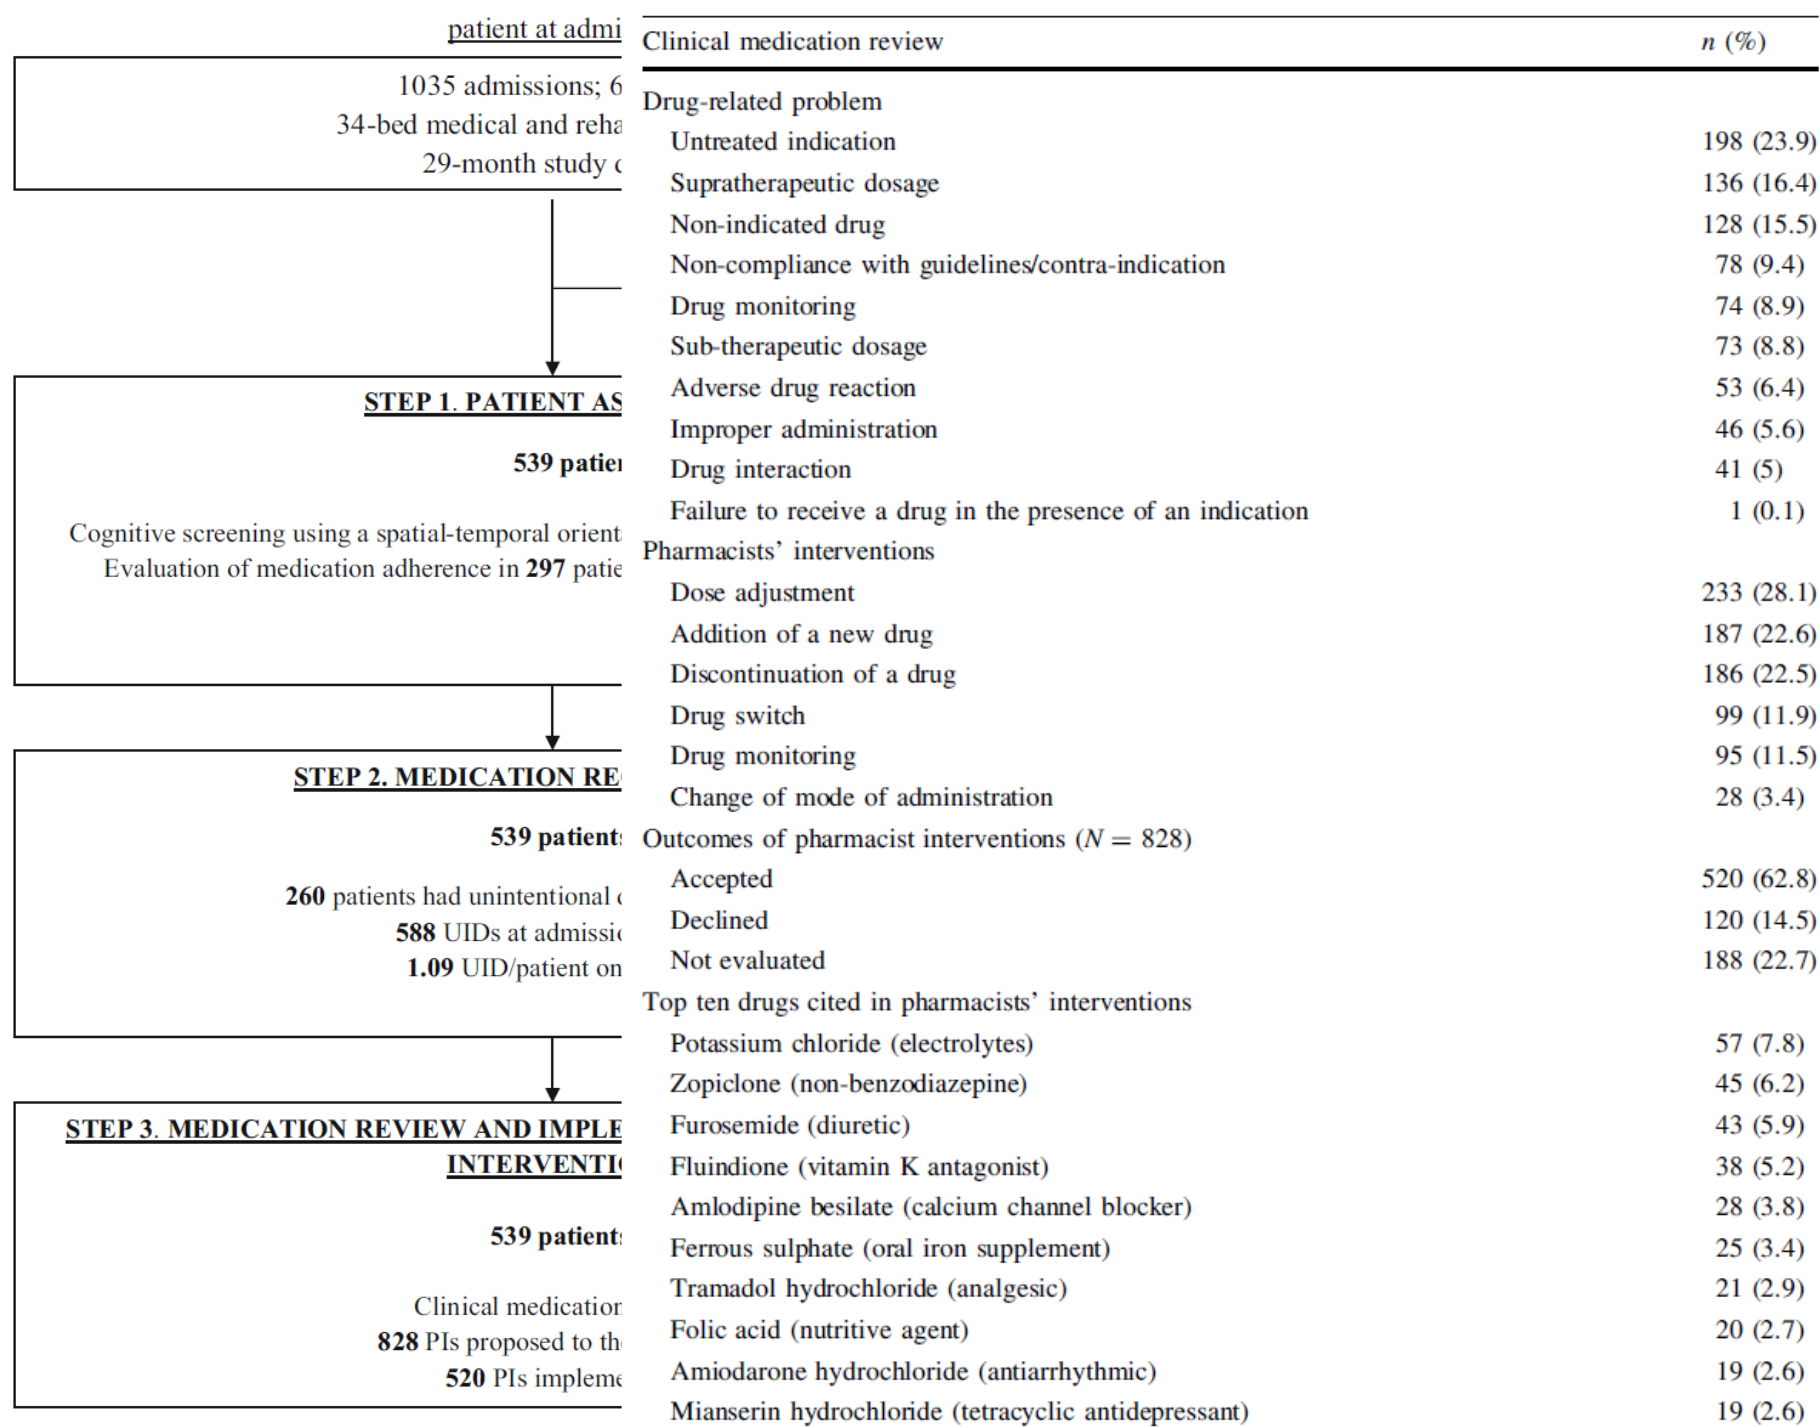 patient at admi
1035 admissions; 6
34-bed medical and reha
29-month study
STEP 1. PATIENT AS
539 patie
Cognitive screening using a spatial-temporal orient
Evaluation of medication adherence in 297 patie
STEP 2. MEDICATION RE
539 patients
260 patients had unintentional
588 UIDs at admissi
1.09 UID/patient on
STEP 3. MEDICATION REVIEW AND IMPLE
INTERVENTI
539 patients
Clinical medication
828 PIs proposed to th
520 PIs impleme
Clinical medication review n (%)
Drug-related problem
Untreated indication 198 (23.9)
Supratherapeutic dosage 136 (16.4)
Non-indicated drug 128 (15.5)
Non-compliance with guidelines/contra-indication 78 (9.4)
Drug monitoring 74 (8.9)
Sub-therapeutic dosage 73 (8.8)
Adverse drug reaction 53 (6.4)
Improper administration 46 (5.6)
Drug interaction 41 (5)
Failure to receive a drug in the presence of an indication 1 (0.1)
Pharmacists' interventions
Dose adjustment 233 (28.1)
Addition of a new drug 187 (22.6)
Discontinuation of a drug 186 (22.5)
Drug switch 99 (11.9)
Drug monitoring 95 (11.5)
Change of mode of administration 28 (3.4)
Outcomes of pharmacist interventions (N = 828)
Accepted 520 (62.8)
Declined 120 (14.5)
Not evaluated 188 (22.7)
Top ten drugs cited in pharmacists' interventions
Potassium chloride (electrolytes) 57 (7.8)
Zopiclone (non-benzodiazepine) 45 (6.2)
Furosemide (diuretic) 43 (5.9)
Fluindione (vitamin K antagonist) 38 (5.2)
Amlodipine besilate (calcium channel blocker) 28 (3.8)
Ferrous sulphate (oral iron supplement) 25 (3.4)
Tramadol hydrochloride (analgesic) 21 (2.9)
Folic acid (nutritive agent) 20 (2.7)
Amiodarone hydrochloride (antiarrhythmic) 19 (2.6)
Mianserin hydrochloride (tetracyclic antidepressant) 19 (2.6)